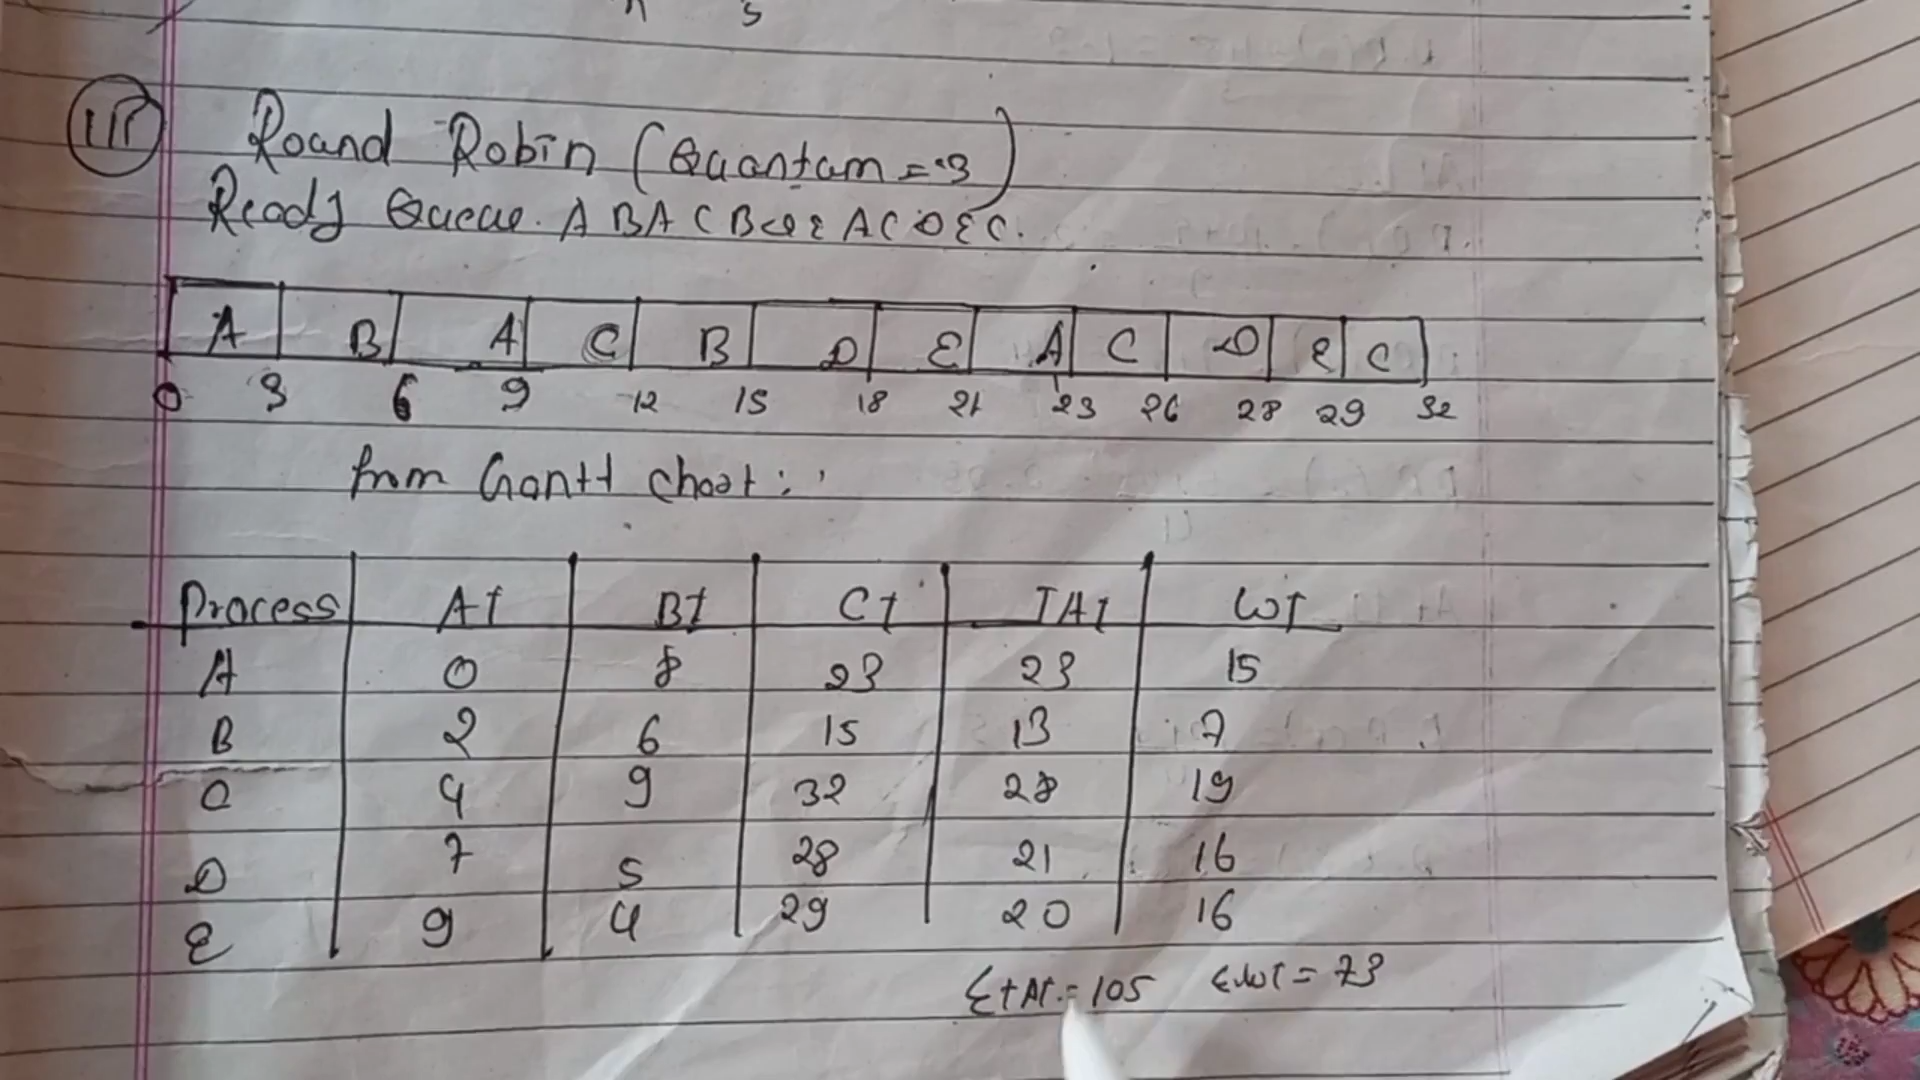 III Round Robin (Quantam = 3)
Ready Queue. A B A C B C D E A C D E C.
A B A C B D E A C D E C
0 3 6 9 12 15 18 21 23 26 28 29 32
from Gantt chart :
Process AT BT CT TAT WT
A 0 8 23 23 15
B 2 6 15 13 7
C 4 9 32 28 19
D 7 5 28 21 16
E 9 4 29 20 16
ΣTAT = 105 ΣWT = 73